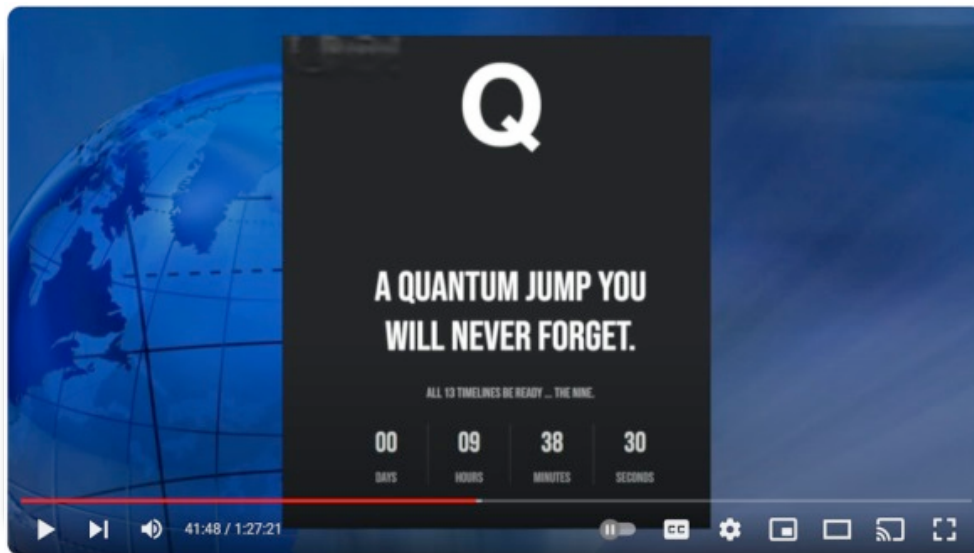 Q
A QUANTUM JUMP YOU
WILL NEVER FORGET.
ALL 13 TIMELINES BE READY ... THE NINE.
00 09 38 30
DAYS HOURS MINUTES SECONDS
41:48 / 1:27:21 CC